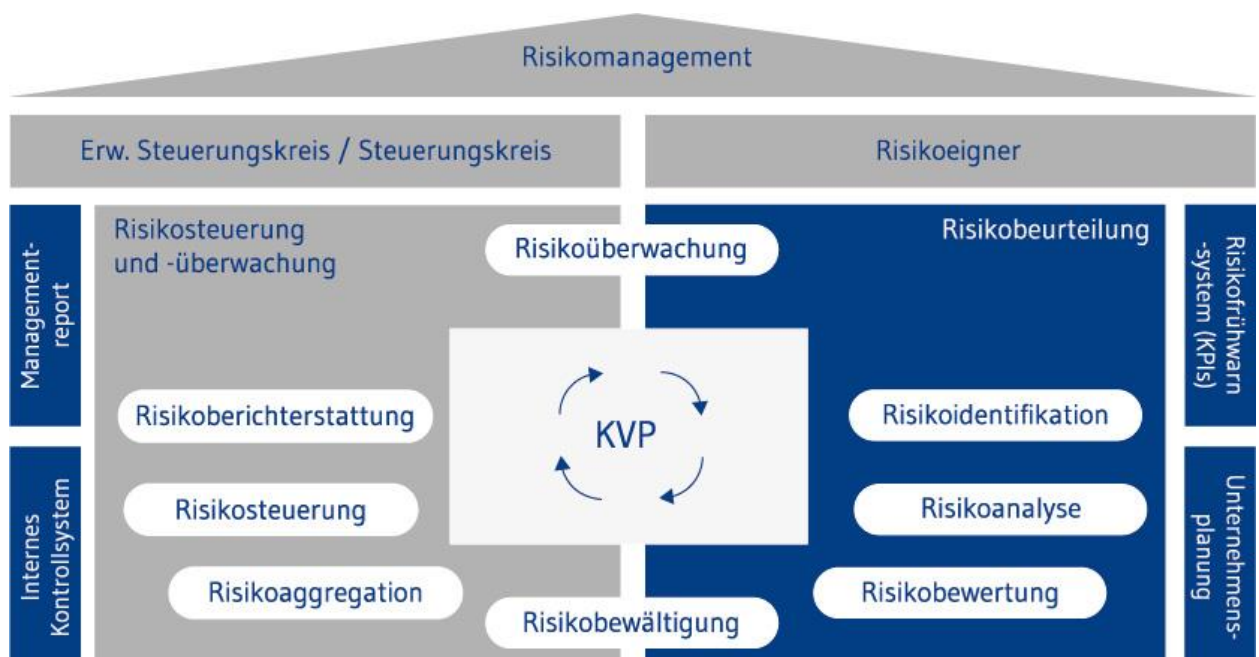 Risikomanagement
Erw. Steuerungskreis / Steuerungskreis
Risikoeigner
Management-
report
Internes
Kontrollsystem
Risikosteuerung
und -überwachung
Risikoüberwachung
Risikobeurteilung
Risikoberichterstattung
Risikosteuerung
Risikoaggregation
KVP
Risikobewältigung
Risikoidentifikation
Risikoanalyse
Risikobewertung
Risikofrühwarn
-system (KPIs)
Unternehmens-
planung